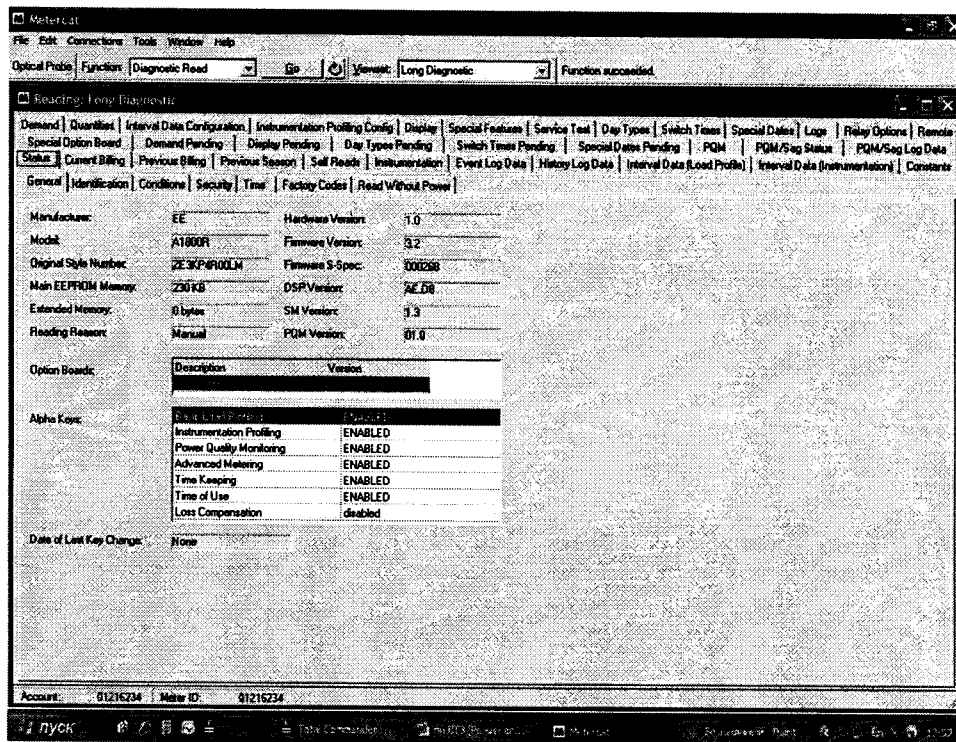 Metercat
File Edit Connections Tools Window Help
Optical Probe Function: Diagnostic Read Go Viewset: Long Diagnostic Function succeeded.
Reading: Long Diagnostic
Demand Quantities Interval Data Configuration Instrumentation Profiling Config Display Special Features Service Test Day Types Switch Times Special Dates Logs Relay Options Remote
Special Option Board Demand Pending Display Pending Day Types Pending Switch Times Pending Special Dates Pending PQM PQM/Sag Status PQM/Sag Log Data
Status Current Billing Previous Billing Previous Season Self Reads Instrumentation Event Log Data History Log Data Interval Data (Load Profile) Interval Data (Instrumentation) Constants
General Identification Conditions Security Time Factory Codes Read Without Power
Manufacturer: EE Hardware Version: 1.0
Model: A1800R Firmware Version: 3.2
Original Style Number: ZE3KP4R00LM Firmware S-Spec: 000298
Main EEPROM Memory: 230 KB DSP Version: AE.D8
Extended Memory: 0 bytes SM Version: 1.3
Reading Reason: Manual PQM Version: 01.0
Option Boards: Description Version
Alpha Keys:
Instrumentation Profiling ENABLED
Power Quality Monitoring ENABLED
Advanced Metering ENABLED
Time Keeping ENABLED
Time of Use ENABLED
Loss Compensation disabled
Date of Last Key Change: None
Account: 01216234 Meter ID: 01216234
пуск Total Commander Metercat En